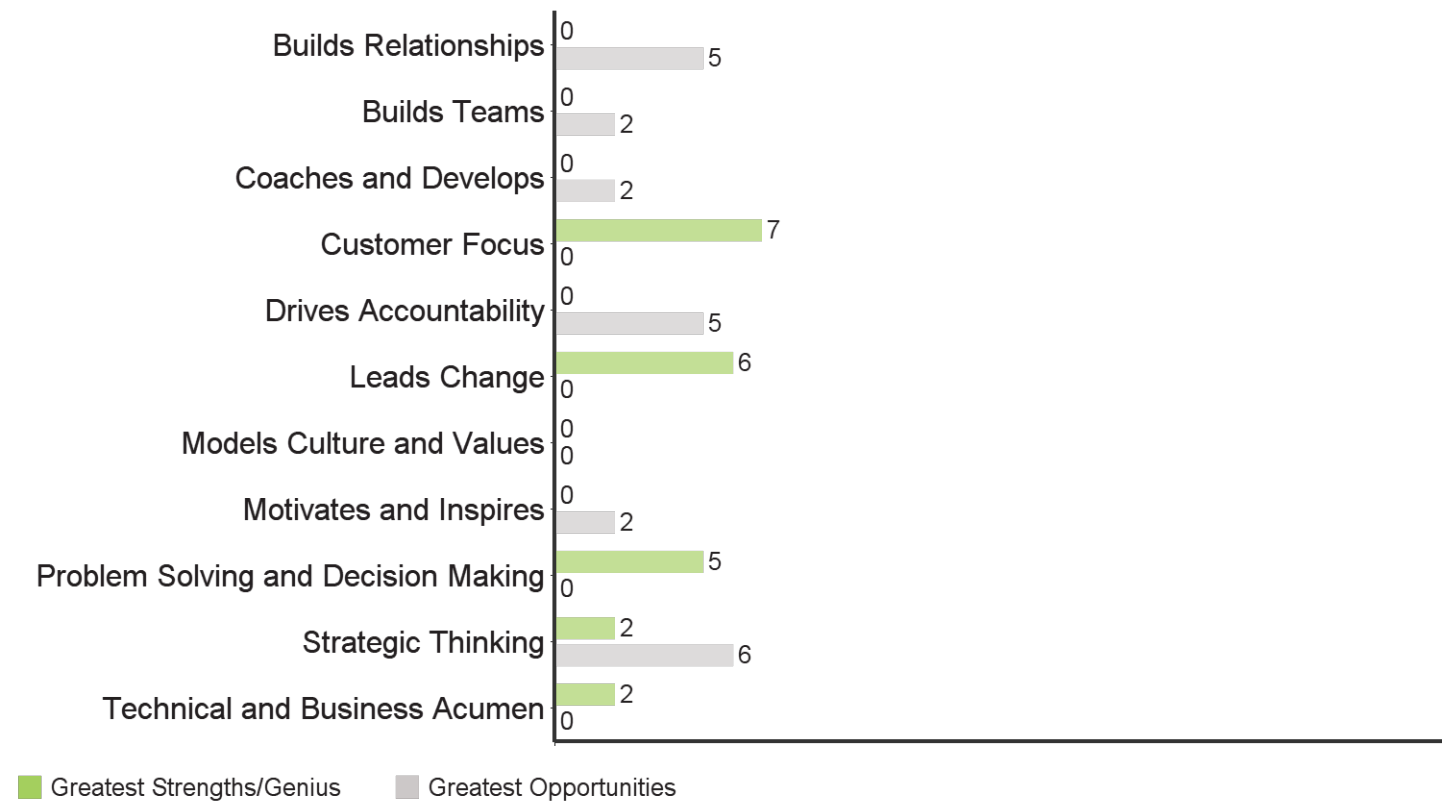 0
Builds Relationships
5
0
Builds Teams
2
0
Coaches and Develops
2
7
Customer Focus
0
0
Drives Accountability
5
6
Leads Change
0
0
Models Culture and Values
0
0
Motivates and Inspires
2
5
Problem Solving and Decision Making
0
2
Strategic Thinking
6
2
Technical and Business Acumen
0
Greatest Strengths/Genius Greatest Opportunities